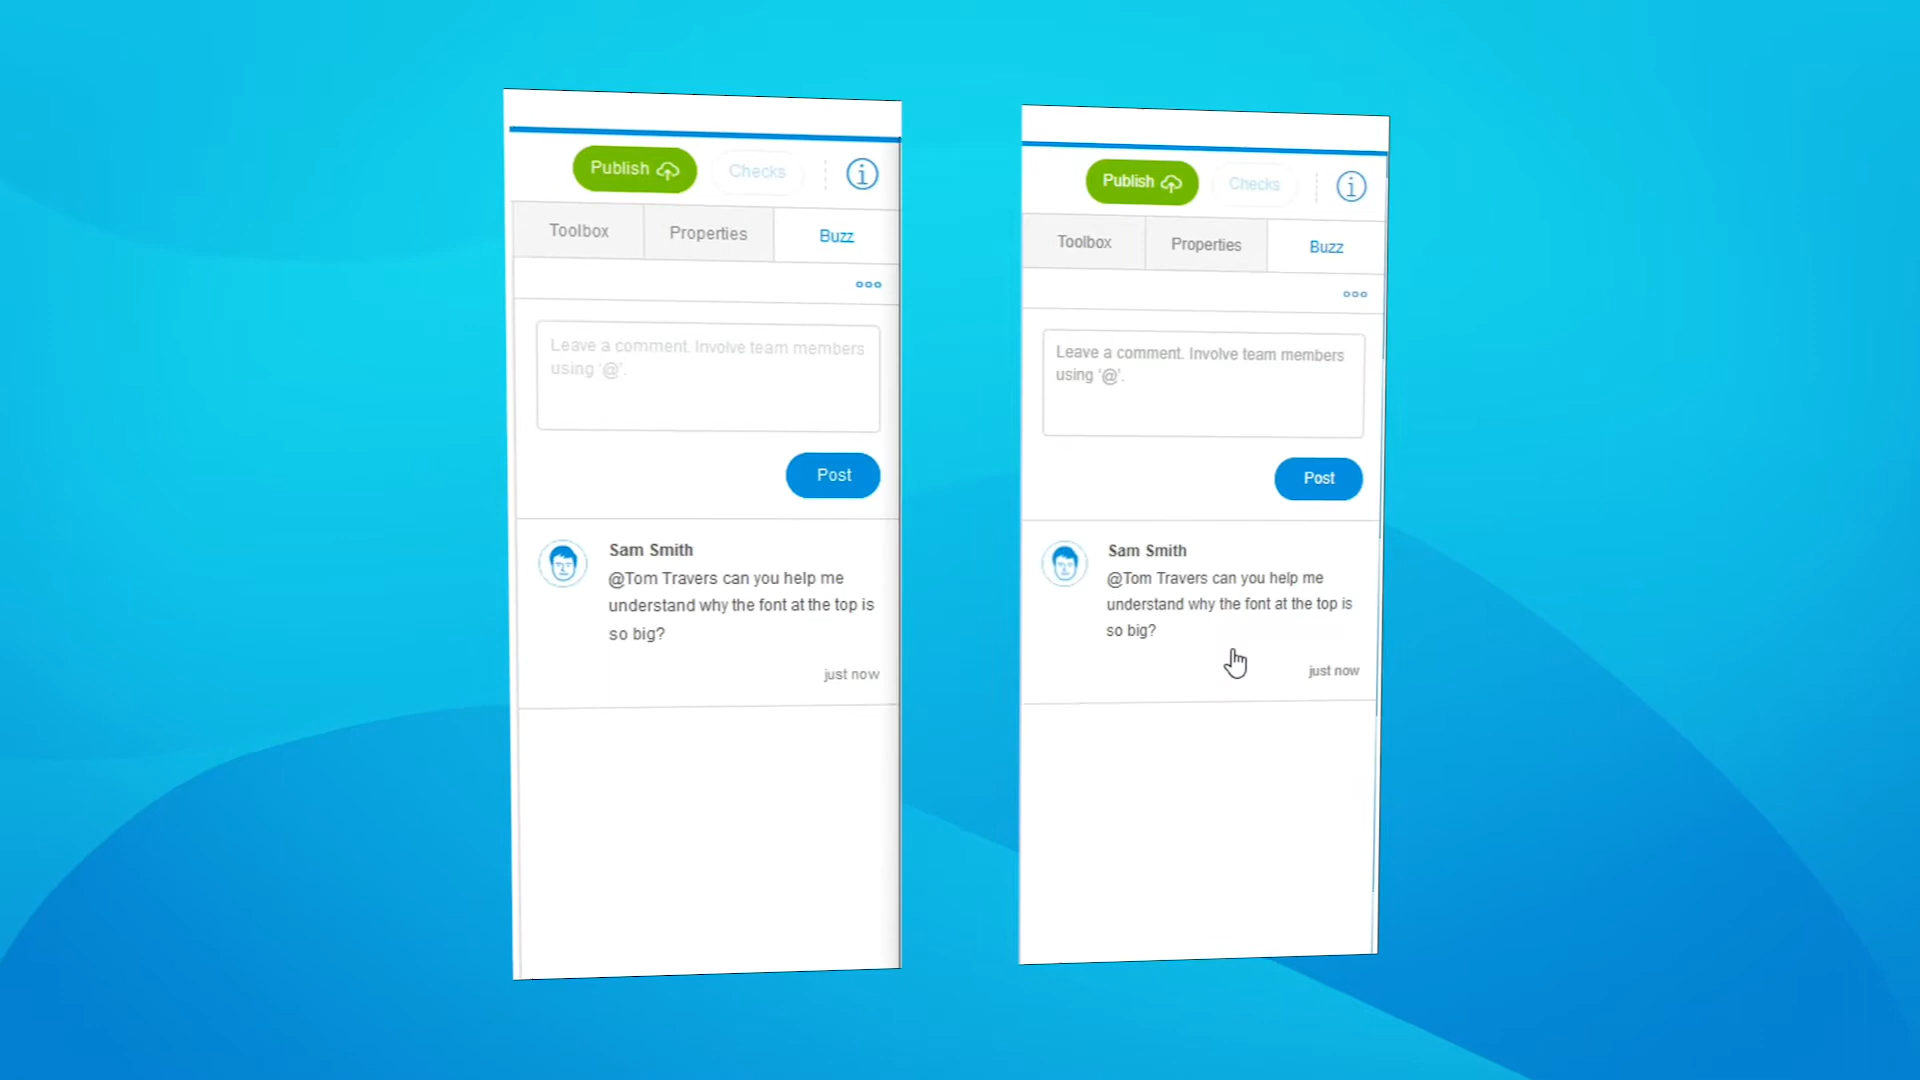 Publish
Checks
Toolbox
Properties
Buzz
Leave a comment. Involve team members
using '@'.
Post
Sam Smith
@Tom Travers can you help me
understand why the font at the top is
so big?
just now
Publish
Checks
Toolbox
Properties
Buzz
Leave a comment. Involve team members
using '@'.
Post
Sam Smith
@Tom Travers can you help me
understand why the font at the top is
so big?
just now